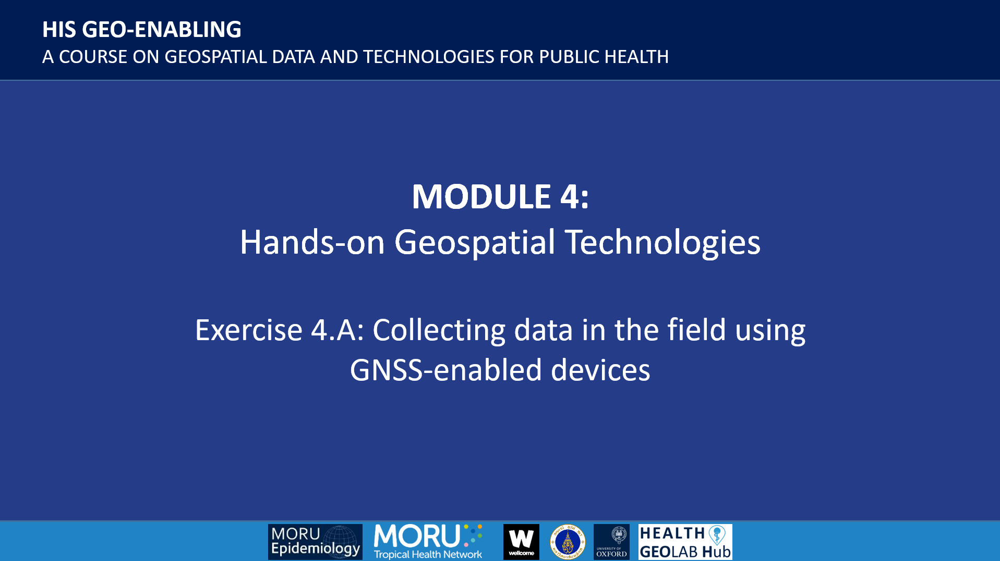 HIS GEO-ENABLING
A COURSE ON GEOSPATIAL DATA AND TECHNOLOGIES FOR PUBLIC HEALTH
MODULE 4:
Hands-on Geospatial Technologies
Exercise 4.A: Collecting data in the field using
GNSS-enabled devices
MORU
Epidemiology
MORU
Tropical Health Network
W
wellcome
UNIVERSITY OF
OXFORD
HEALTH
GEOLAB Hub